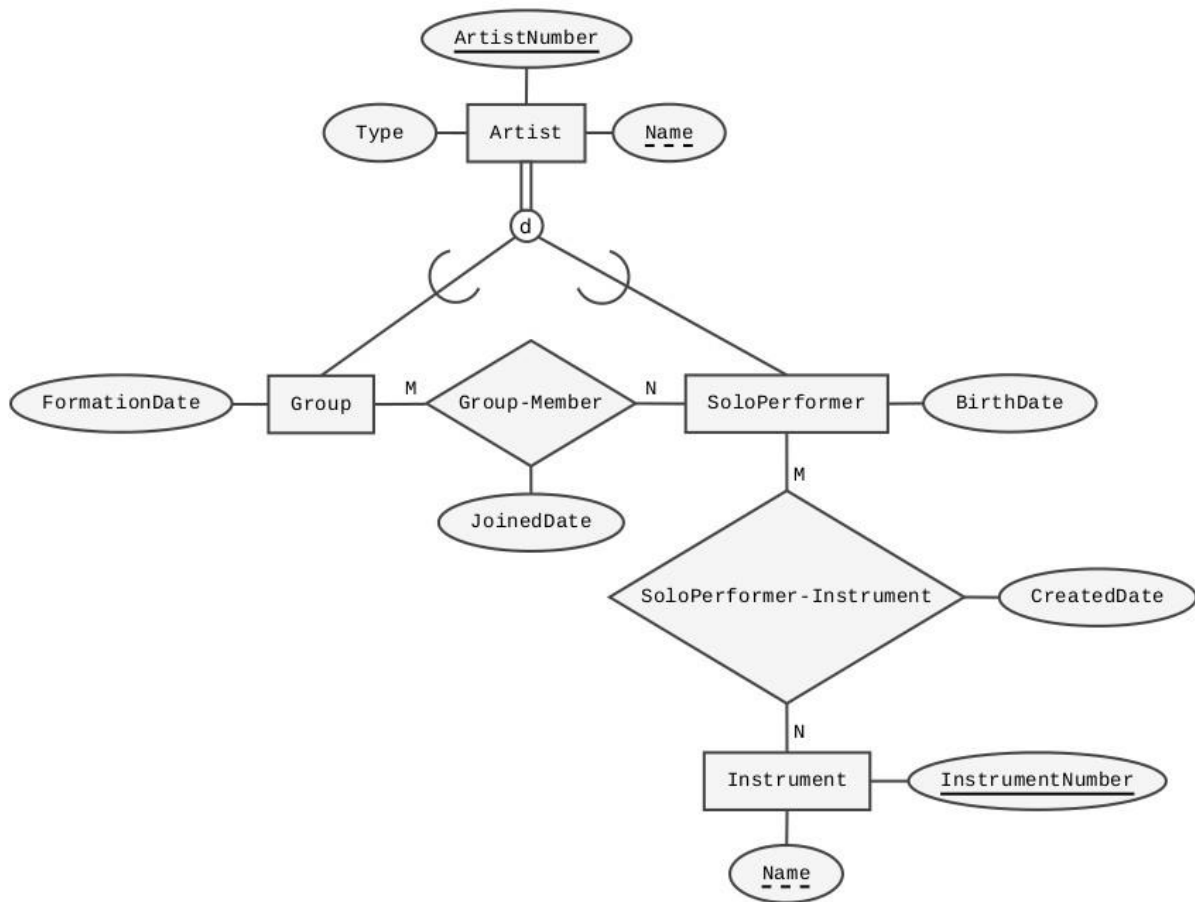 ArtistNumber
Type
Artist
Name
d
FormationDate
Group
M
Group-Member
N
SoloPerformer
BirthDate
JoinedDate
M
SoloPerformer-Instrument
CreatedDate
N
Instrument
InstrumentNumber
Name